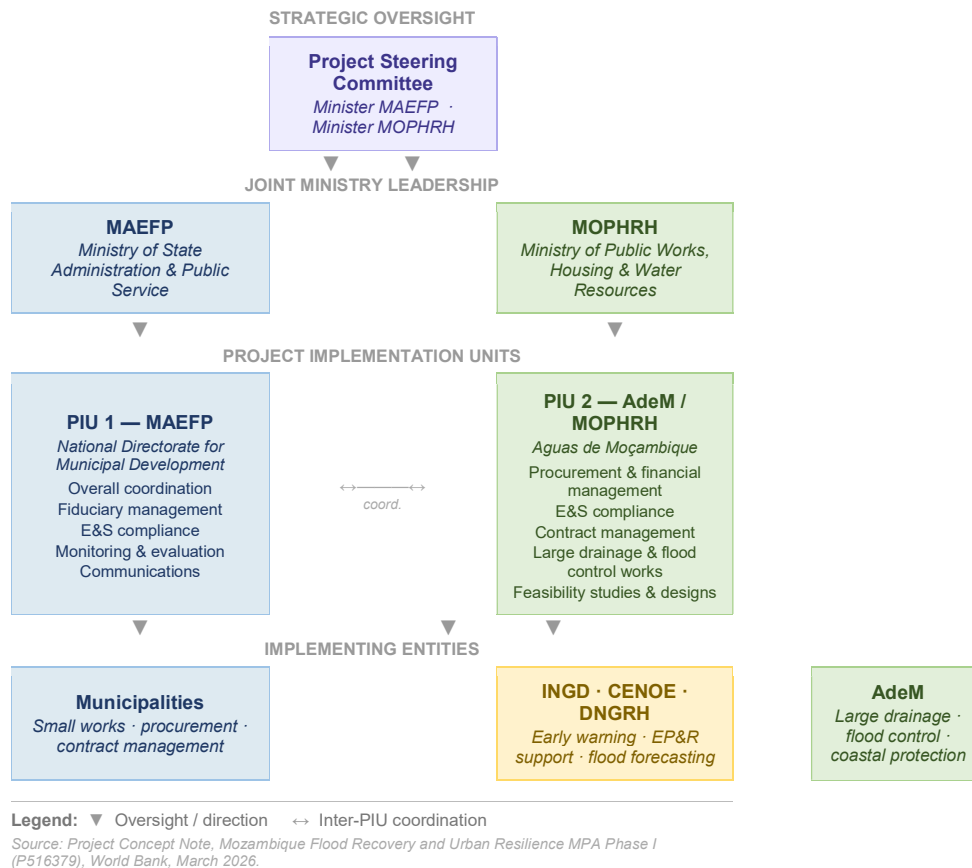 STRATEGIC OVERSIGHT
Project Steering
Committee
Minister MAEFP ·
Minister MOPHRH
▼ ▼
JOINT MINISTRY LEADERSHIP
MAEFP
Ministry of State
Administration & Public
Service
MOPHRH
Ministry of Public Works,
Housing & Water
Resources
▼ ▼
PROJECT IMPLEMENTATION UNITS
PIU 1 — MAEFP
National Directorate for
Municipal Development
Overall coordination
Fiduciary management
E&S compliance
Monitoring & evaluation
Communications
↔───↔
coord.
PIU 2 — AdeM /
MOPHRH
Aguas de Moçambique
Procurement & financial
management
E&S compliance
Contract management
Large drainage & flood
control works
Feasibility studies & designs
▼ ▼ ▼
IMPLEMENTING ENTITIES
Municipalities
Small works · procurement ·
contract management
INGD · CENOE ·
DNGRH
Early warning · EP&R
support · flood forecasting
AdeM
Large drainage ·
flood control ·
coastal protection
Legend: ▼ Oversight / direction ↔ Inter-PIU coordination
Source: Project Concept Note, Mozambique Flood Recovery and Urban Resilience MPA Phase I
(P516379), World Bank, March 2026.